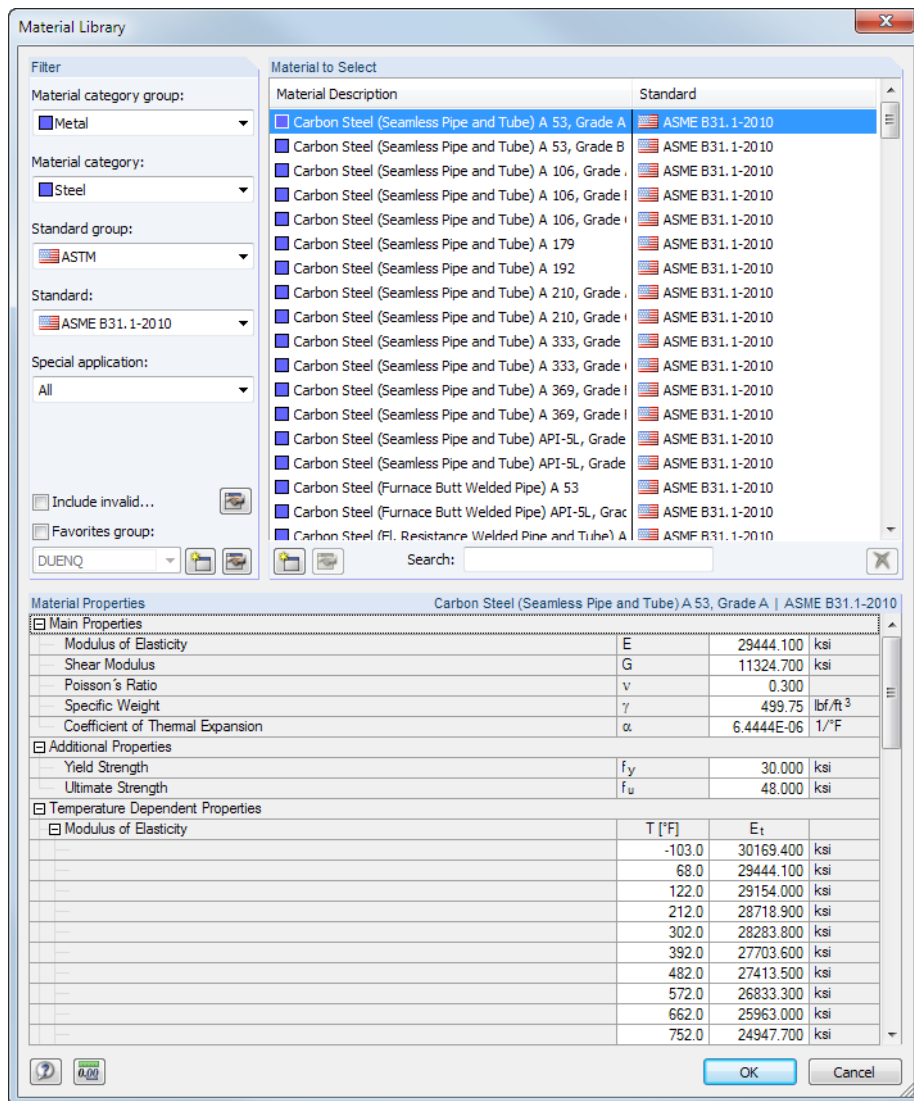 Material Library
Filter
Material category group:
Metal
Material category:
Steel
Standard group:
ASTM
Standard:
ASME B31.1-2010
Special application:
All
Include invalid...
Favorites group:
DUENQ
Material to Select
Material Description Standard
Carbon Steel (Seamless Pipe and Tube) A 53, Grade A ASME B31.1-2010
Carbon Steel (Seamless Pipe and Tube) A 53, Grade B ASME B31.1-2010
Carbon Steel (Seamless Pipe and Tube) A 106, Grade ASME B31.1-2010
Carbon Steel (Seamless Pipe and Tube) A 106, Grade ASME B31.1-2010
Carbon Steel (Seamless Pipe and Tube) A 106, Grade ASME B31.1-2010
Carbon Steel (Seamless Pipe and Tube) A 179 ASME B31.1-2010
Carbon Steel (Seamless Pipe and Tube) A 192 ASME B31.1-2010
Carbon Steel (Seamless Pipe and Tube) A 210, Grade ASME B31.1-2010
Carbon Steel (Seamless Pipe and Tube) A 210, Grade ASME B31.1-2010
Carbon Steel (Seamless Pipe and Tube) A 333, Grade ASME B31.1-2010
Carbon Steel (Seamless Pipe and Tube) A 333, Grade ASME B31.1-2010
Carbon Steel (Seamless Pipe and Tube) A 369, Grade ASME B31.1-2010
Carbon Steel (Seamless Pipe and Tube) A 369, Grade ASME B31.1-2010
Carbon Steel (Seamless Pipe and Tube) API-5L, Grade ASME B31.1-2010
Carbon Steel (Seamless Pipe and Tube) API-5L, Grade ASME B31.1-2010
Carbon Steel (Furnace Butt Welded Pipe) A 53 ASME B31.1-2010
Carbon Steel (Furnace Butt Welded Pipe) API-5L, Grac ASME B31.1-2010
Carbon Steel (El. Resistance Welded Pipe and Tube) A ASME B31.1-2010
Search:
Material Properties Carbon Steel (Seamless Pipe and Tube) A 53, Grade A | ASME B31.1-2010
Main Properties
Modulus of Elasticity E 29444.100 ksi
Shear Modulus G 11324.700 ksi
Poisson´s Ratio ν 0.300
Specific Weight γ 499.75 lbf/ft 3
Coefficient of Thermal Expansion α 6.4444E-06 1/°F
Additional Properties
Yield Strength fy 30.000 ksi
Ultimate Strength fu 48.000 ksi
Temperature Dependent Properties
Modulus of Elasticity T [°F] Et
-103.0 30169.400 ksi
68.0 29444.100 ksi
122.0 29154.000 ksi
212.0 28718.900 ksi
302.0 28283.800 ksi
392.0 27703.600 ksi
482.0 27413.500 ksi
572.0 26833.300 ksi
662.0 25963.000 ksi
752.0 24947.700 ksi
0.00
OK
Cancel